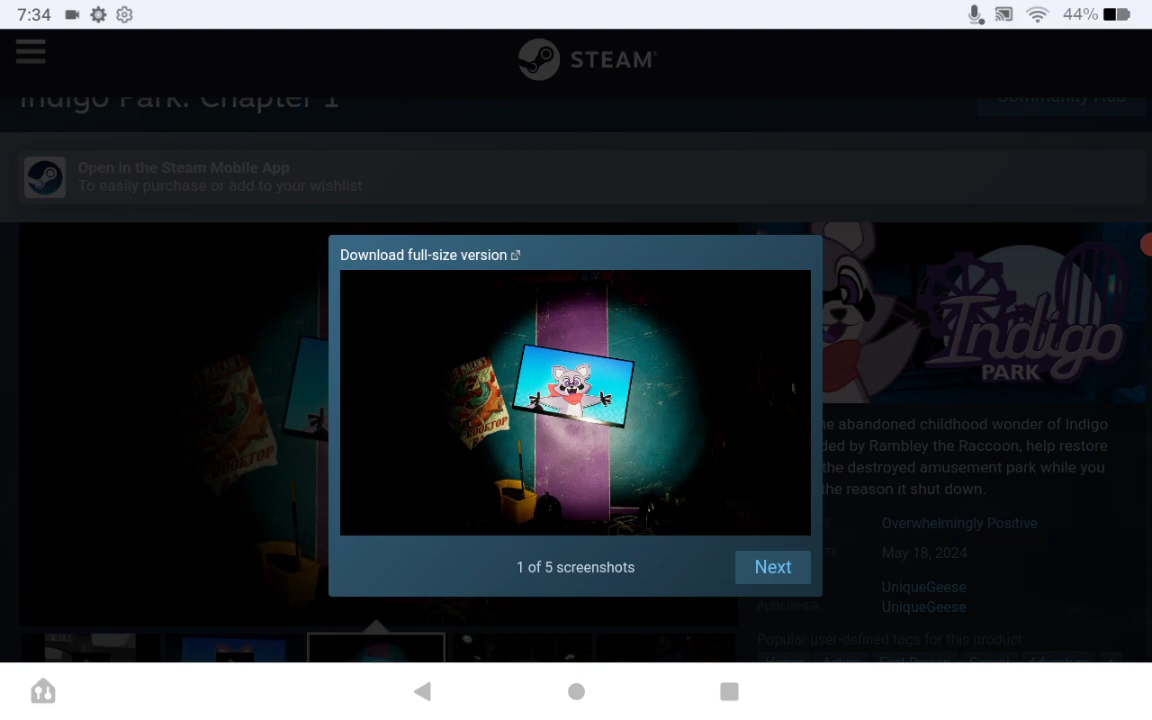 7:34
44%
STEAM
Indigo Park: Chapter 1
Community Hub
Open in the Steam Mobile App
To easily purchase or add to your wishlist
Download full-size version
ROOFTOP
1 of 5 screenshots
Next
Indigo
PARK
abandoned childhood wonder of Indigo
by Rambley the Raccoon, help restore
the destroyed amusement park while you
the reason it shut down.
Overwhelmingly Positive
May 18, 2024
UniqueGeese
PUBLISHER:
UniqueGeese
Popular user-defined tags for this product: